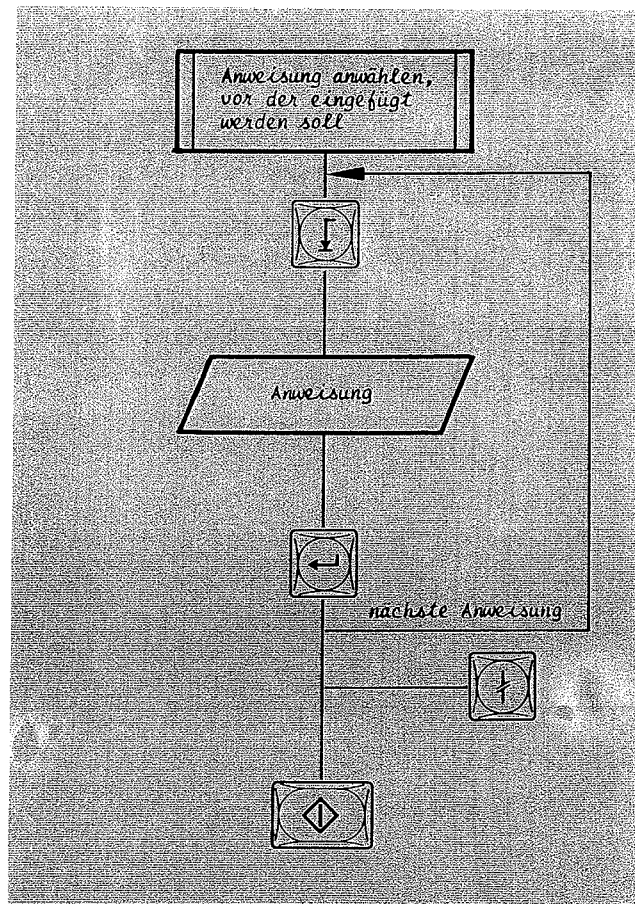 Anweisung anwählen,
vor der eingefügt
werden soll
Anweisung
nächste Anweisung